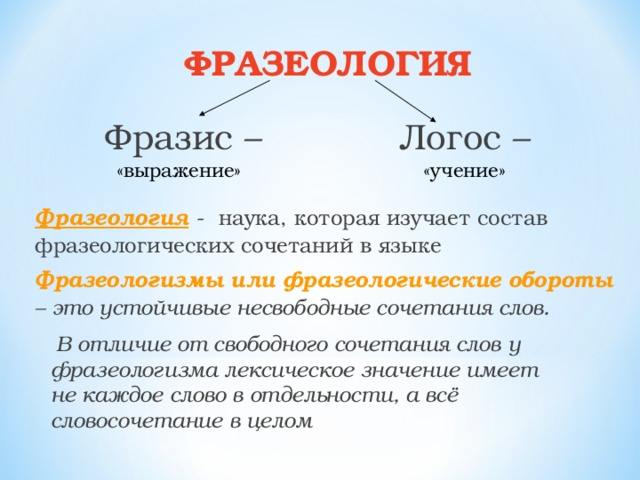 ФРАЗЕОЛОГИЯ
Фразис – Логос –
«выражение» «учение»
Фразеология - наука, которая изучает состав
фразеологических сочетаний в языке
Фразеологизмы или фразеологические обороты
– это устойчивые несвободные сочетания слов.
В отличие от свободного сочетания слов у
фразеологизма лексическое значение имеет
не каждое слово в отдельности, а всё
словосочетание в целом